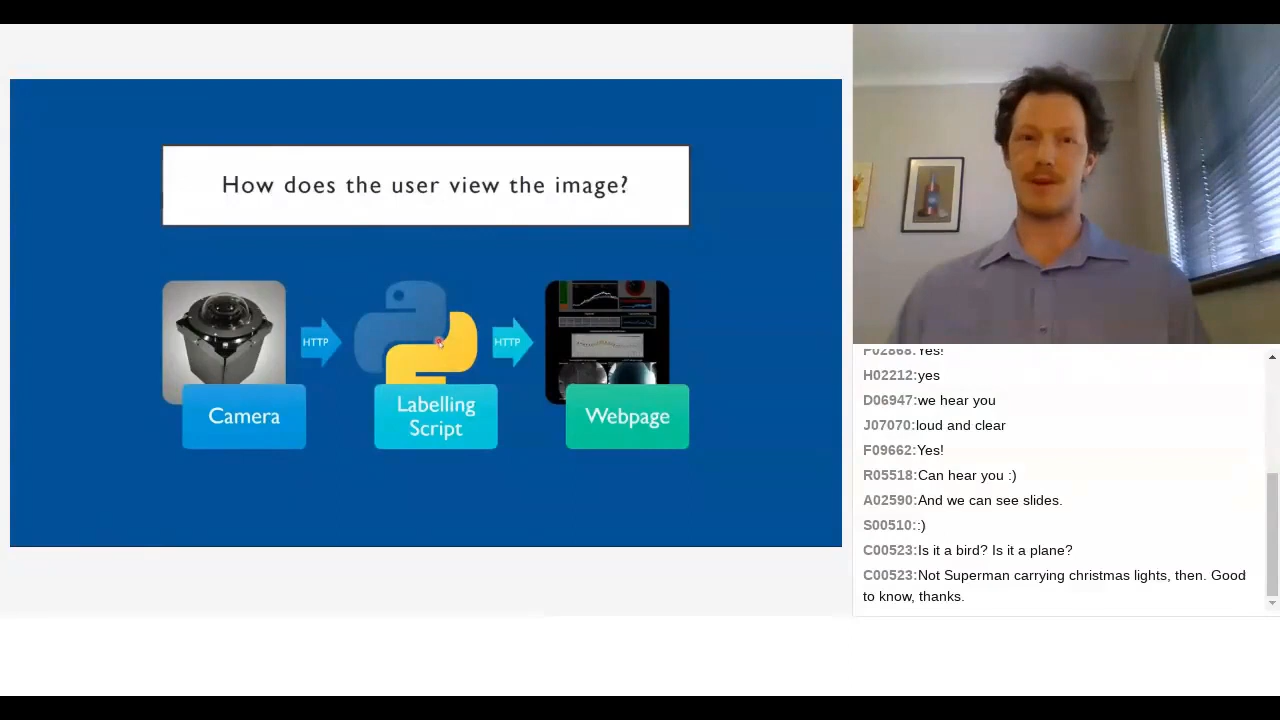 How does the user view the image?
HTTP
HTTP
Camera
Labelling
Script
Webpage
F02868:Yes!
H02212:yes
D06947:we hear you
J07070:loud and clear
F09662:Yes!
R05518:Can hear you :)
A02590:And we can see slides.
S00510::)
C00523:Is it a bird? Is it a plane?
C00523:Not Superman carrying christmas lights, then. Good
to know, thanks.